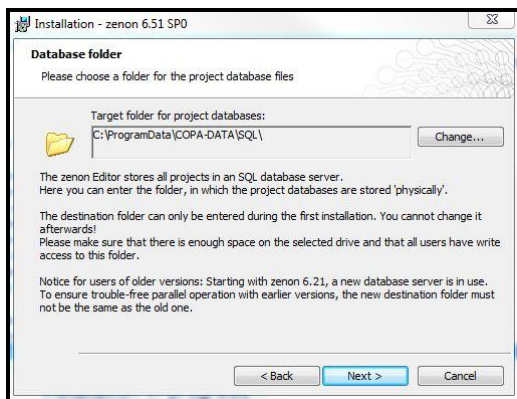 Installation - zenon 6.51 SP0
Database folder
Please choose a folder for the project database files
Target folder for project databases:
C:\ProgramData\COPA-DATA\SQL\
Change...
The zenon Editor stores all projects in an SQL database server.
Here you can enter the folder, in which the project databases are stored 'physically'.
The destination folder can only be entered during the first installation. You cannot change it
afterwards!
Please make sure that there is enough space on the selected drive and that all users have write
access to this folder.
Notice for users of older versions: Starting with zenon 6.21, a new database server is in use.
To ensure trouble-free parallel operation with earlier versions, the new destination folder must
not be the same as the old one.
< Back
Next >
Cancel